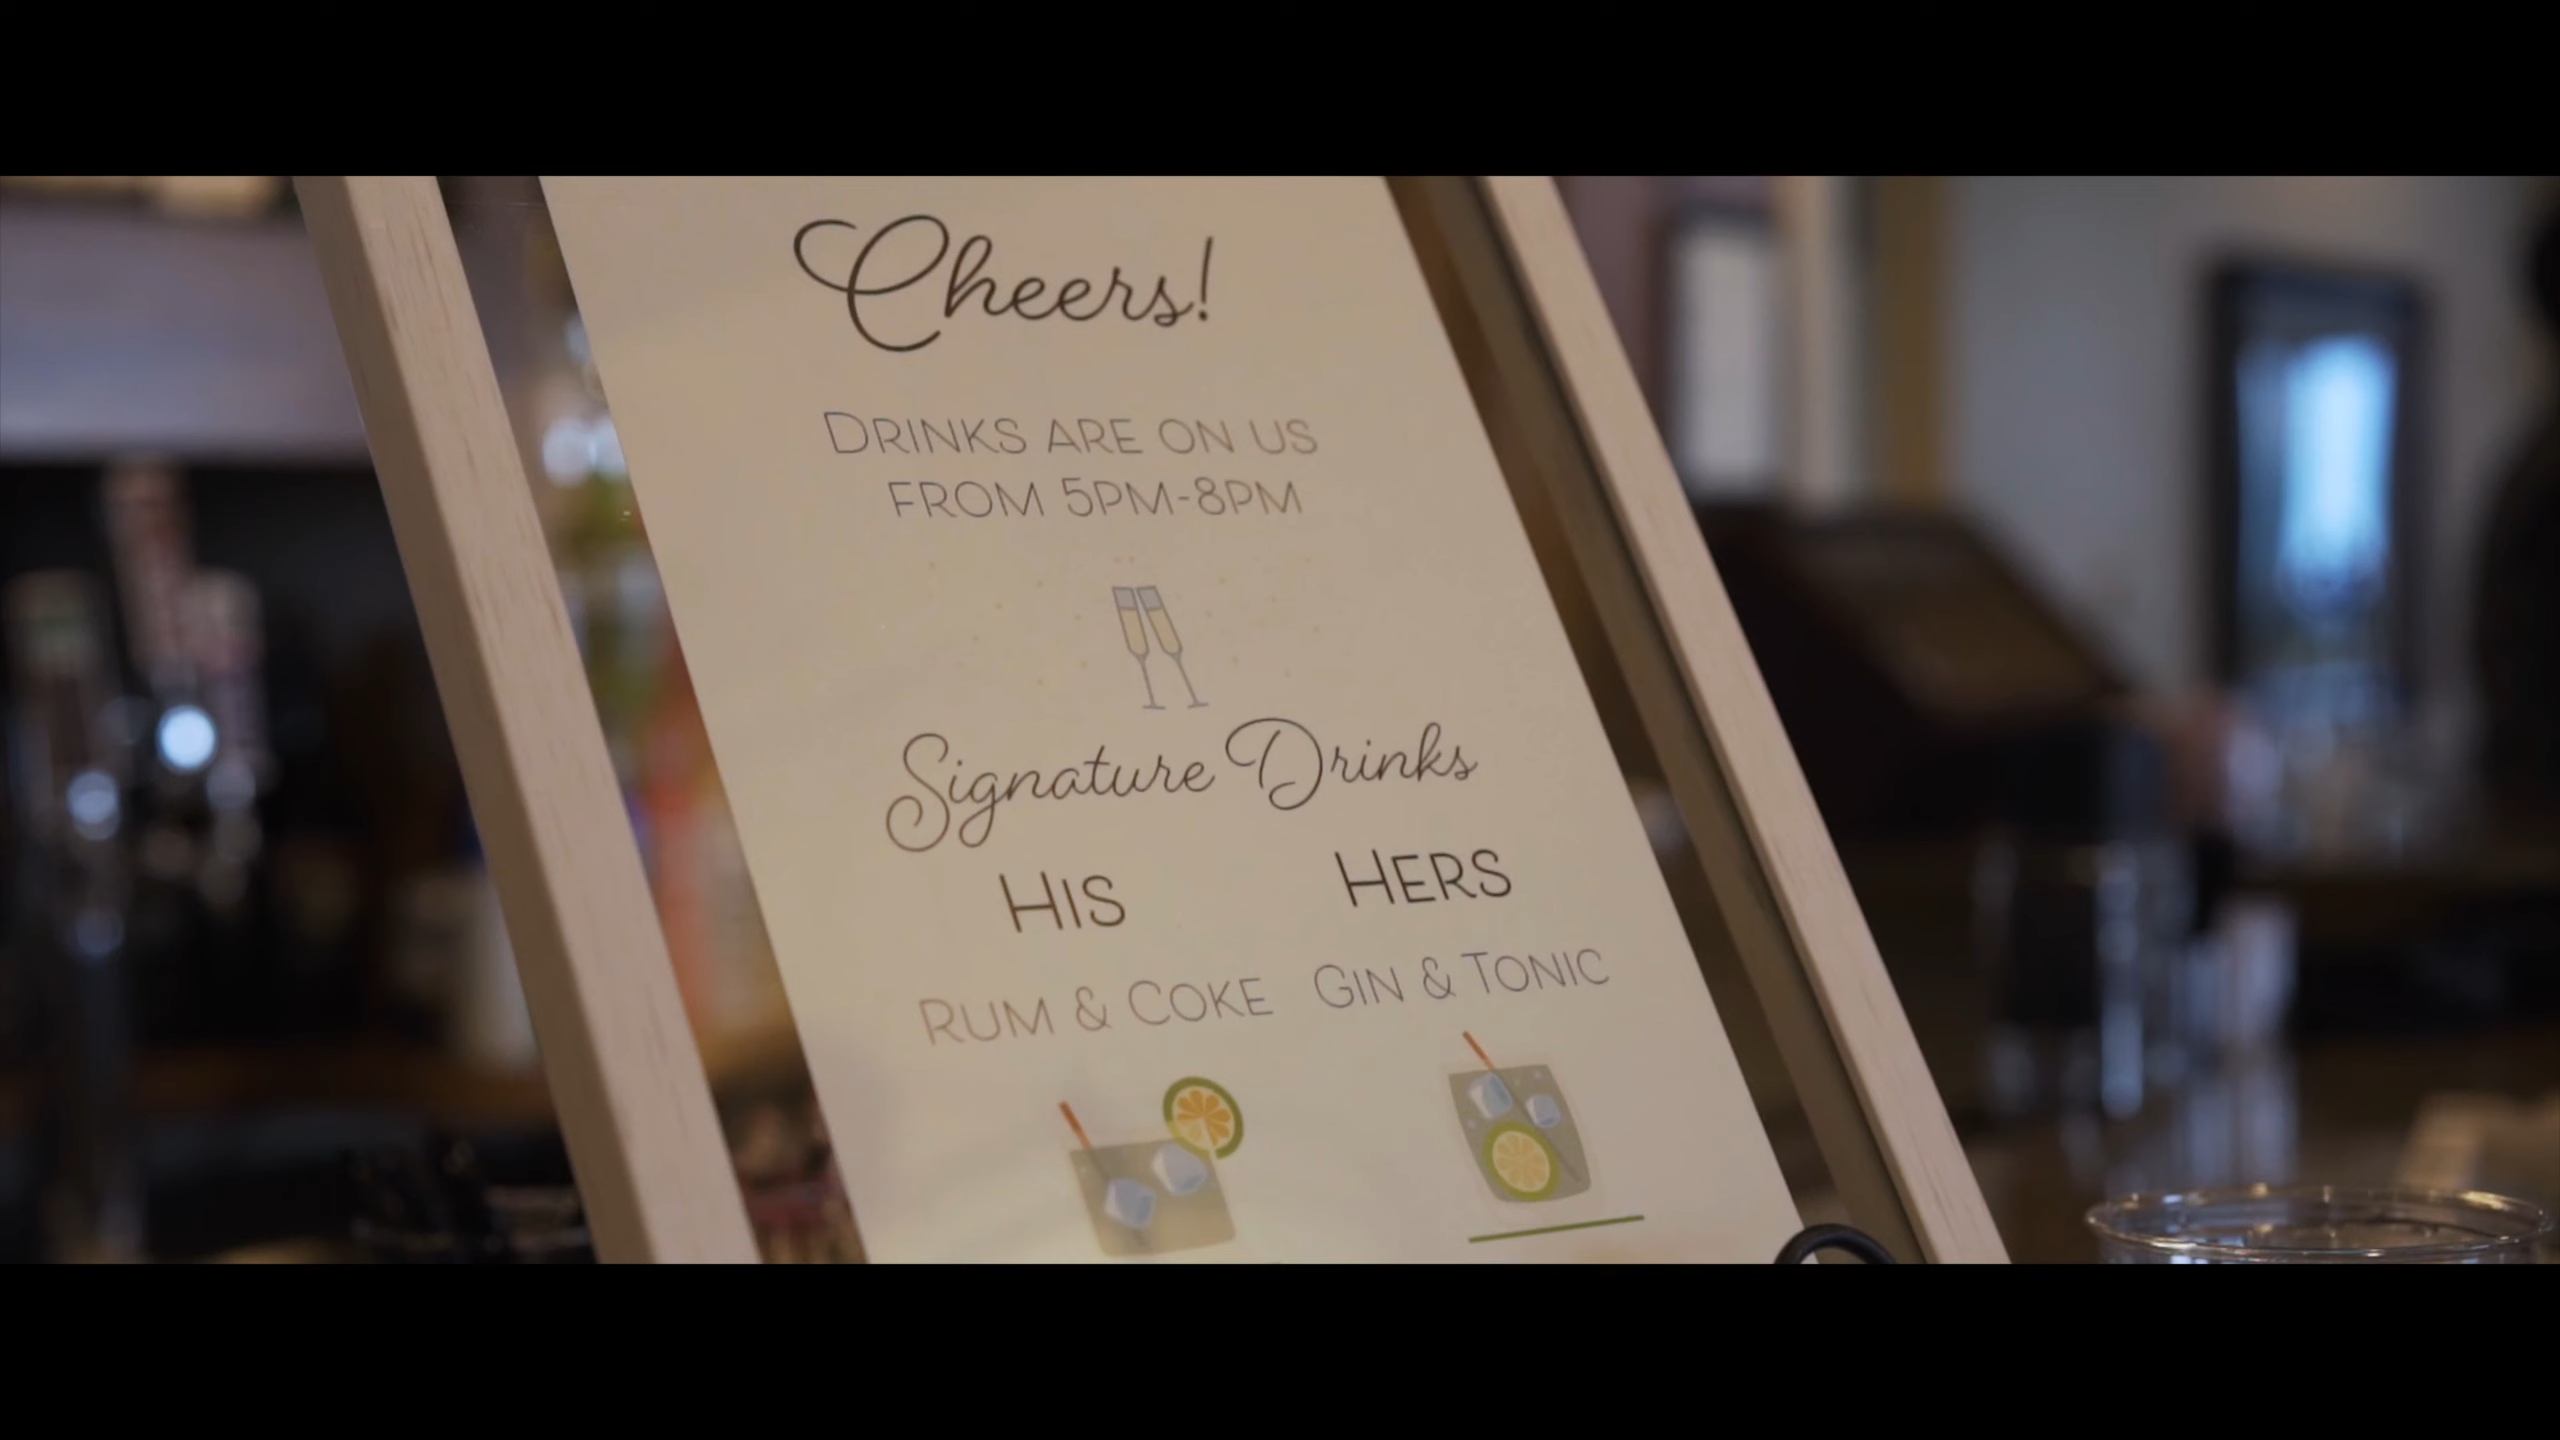 Cheers!
DRINKS ARE ON US
FROM 5PM-8PM
Signature Drinks
HIS HERS
RUM & COKE GIN & TONIC